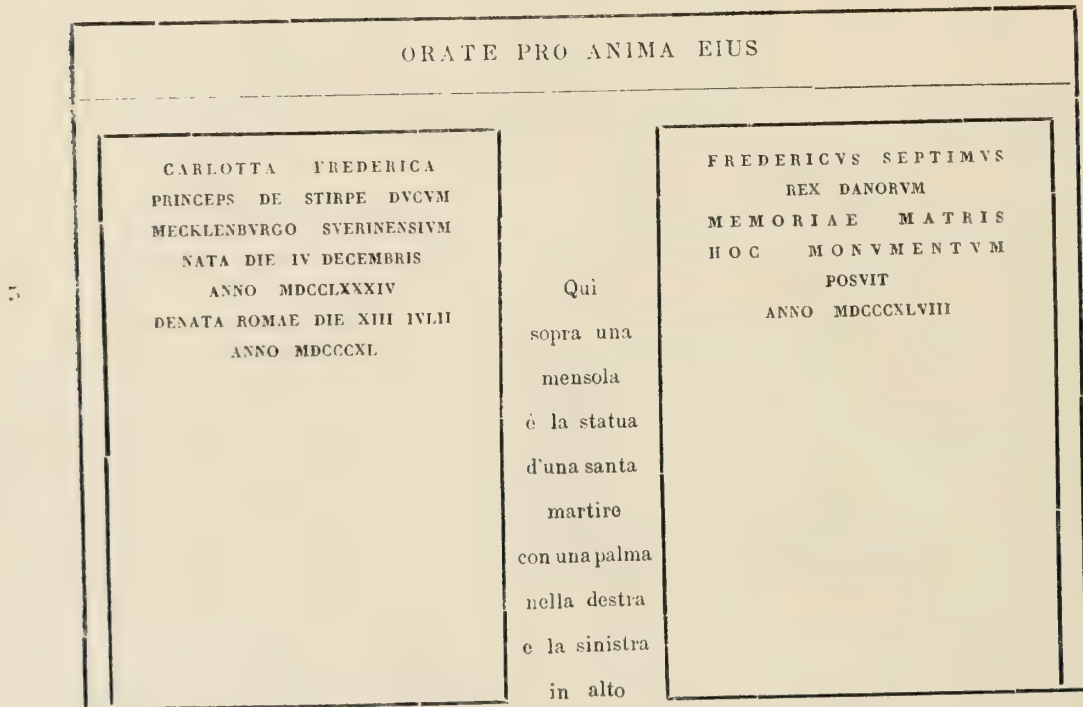 ORATE PRO ANIMA EIUS
CARLOTTA FREDERICA
PRINCEPS DE STIRPE DVCVM
MECKLENBVRGO SVERINENSIVM
NATA DIE IV DECEMBRIS
ANNO MDCCLXXXIV
DENATA ROMAE DIE XIII IVLII
ANNO MDCCCXL
Qui
sopra una
mensola
è la statua
d'una santa
martire
con una palma
nella destra
e la sinistra
in alto
FREDERICVS SEPTIMVS
REX DANORVM
MEMORIAE MATRIS
HOC MONVMENTVM
POSVIT
ANNO MDCCCXLVIII